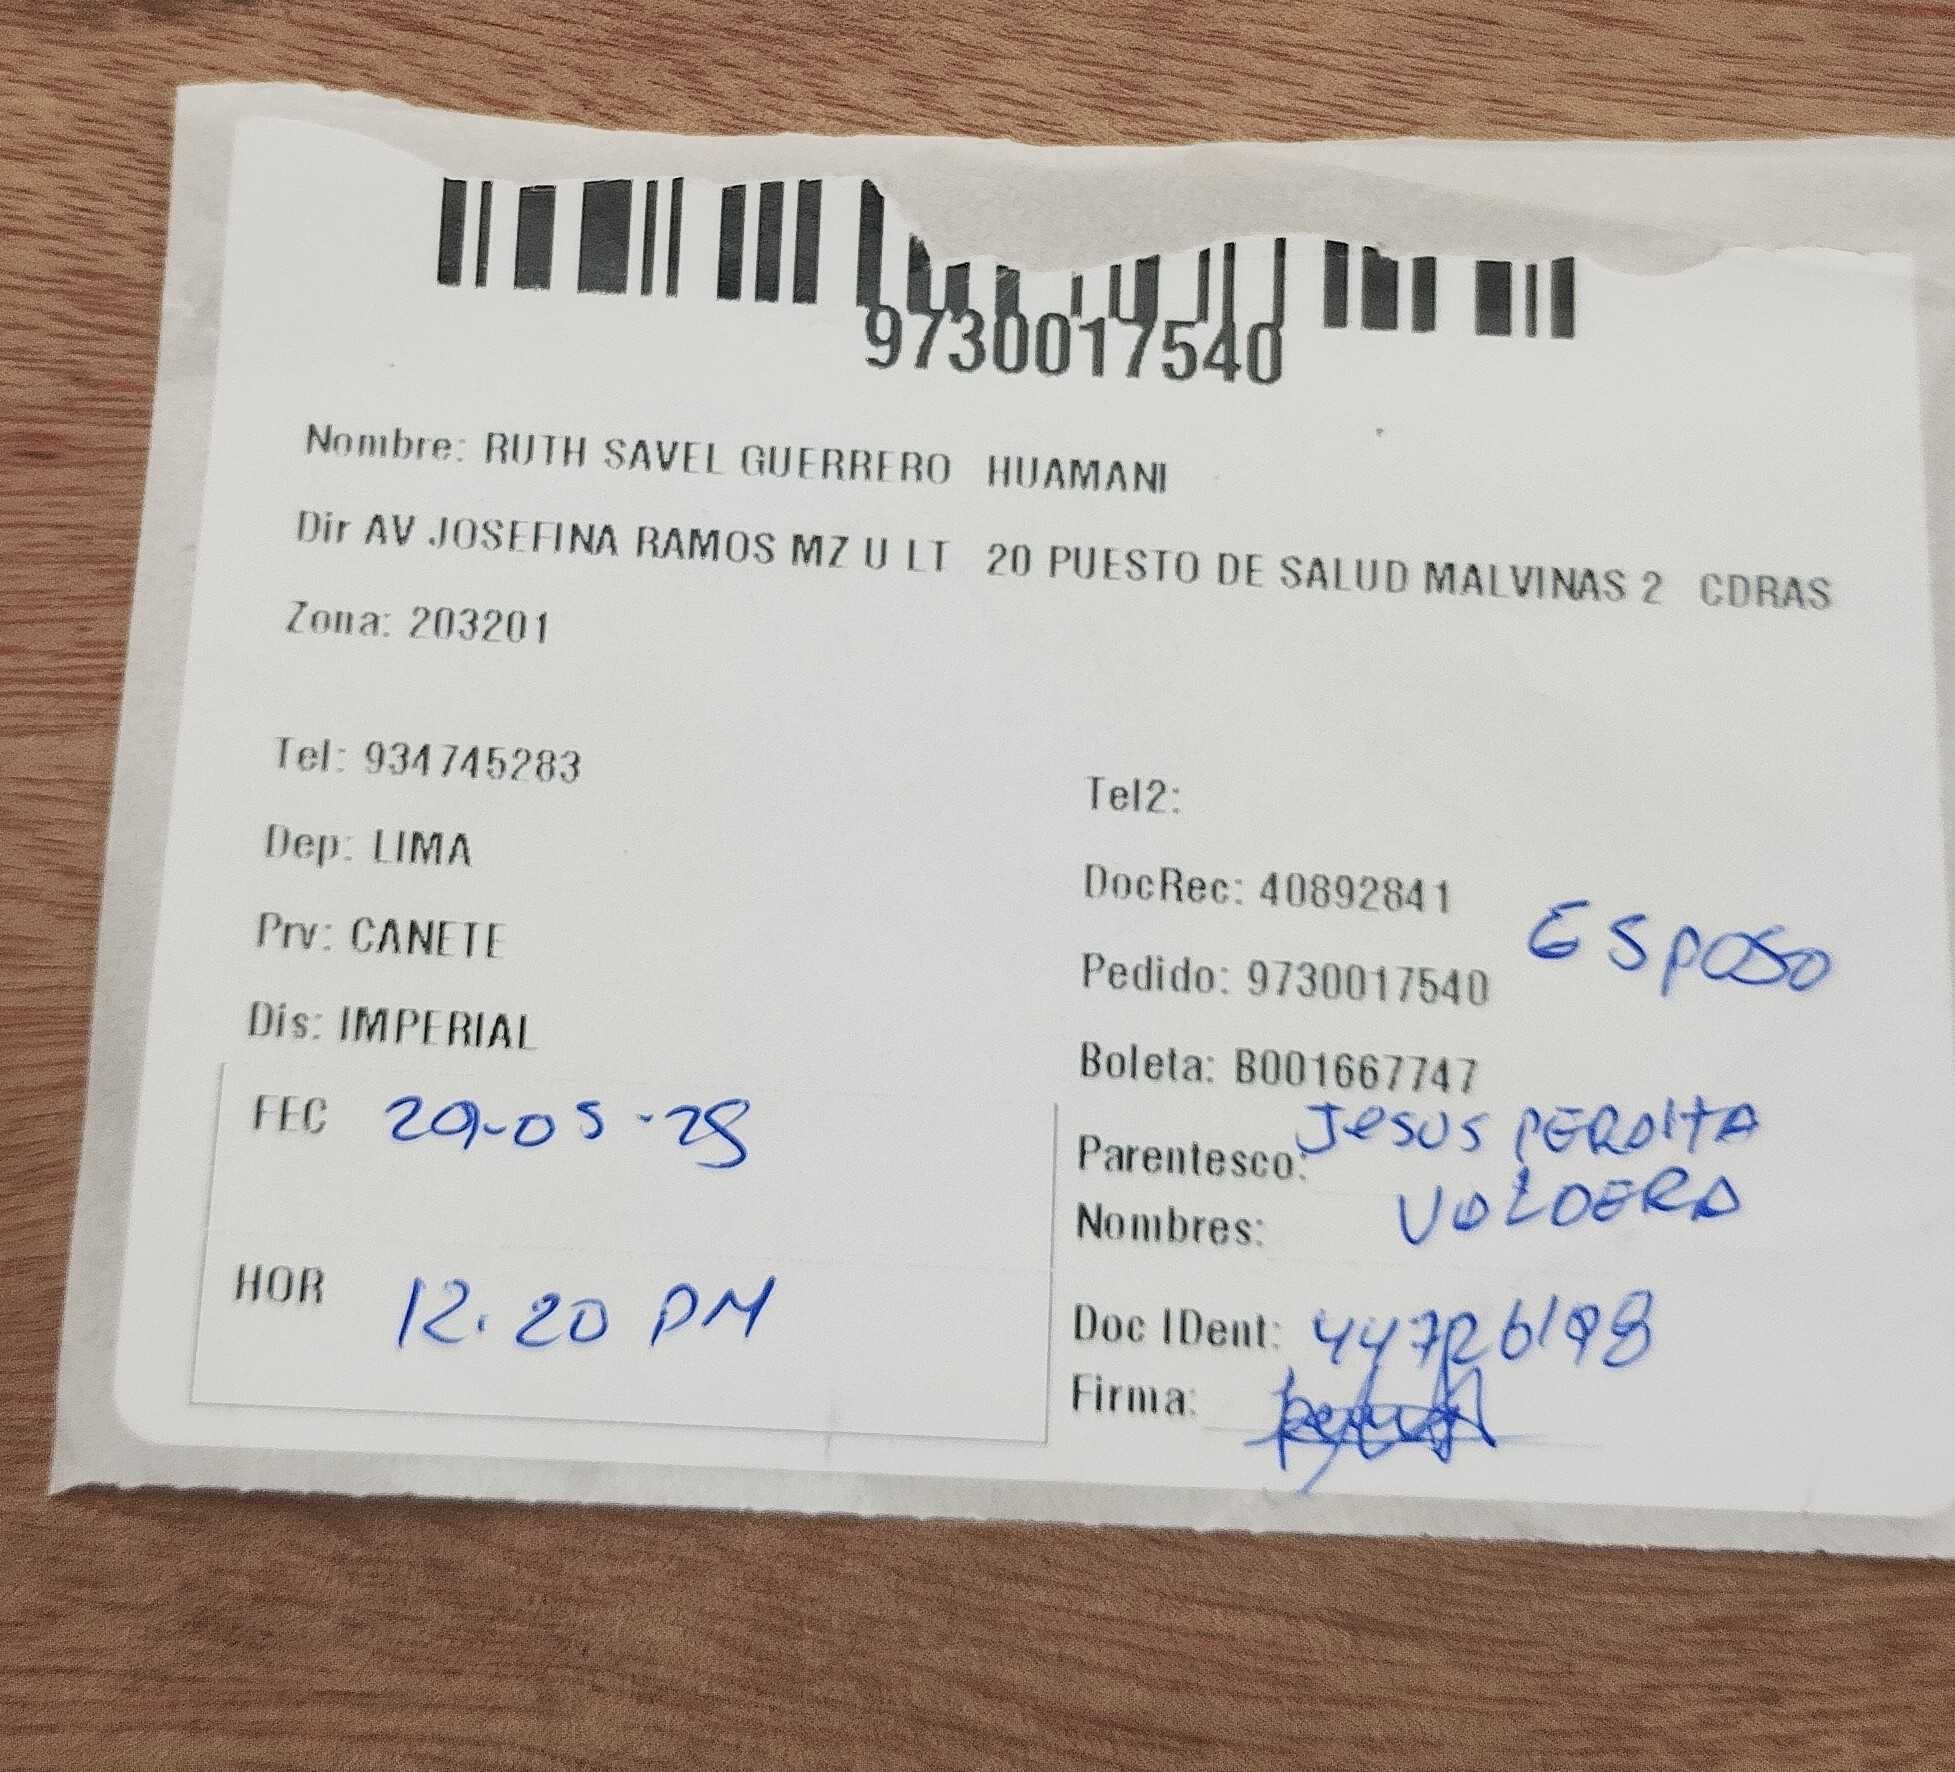 9730017540
Nombre: RUTH SAVEL GUERRERO HUAMANI
Dir AV JOSEFINA RAMOS MZ U LT 20 PUESTO DE SALUD MALVINAS 2 CDRAS
Zona: 203201
Tel: 934745283
Tel2:
Dep: LIMA
DocRec: 40892841
ESPOSO
Prv: CANETE
Pedido: 9730017540
Dis: IMPERIAL
Boleta: B001667747
FEC 29-05-25
Parentesco: JESUS
Nombres:
HOR 12.20 PM
Doc IDent: 44726198
Firma: